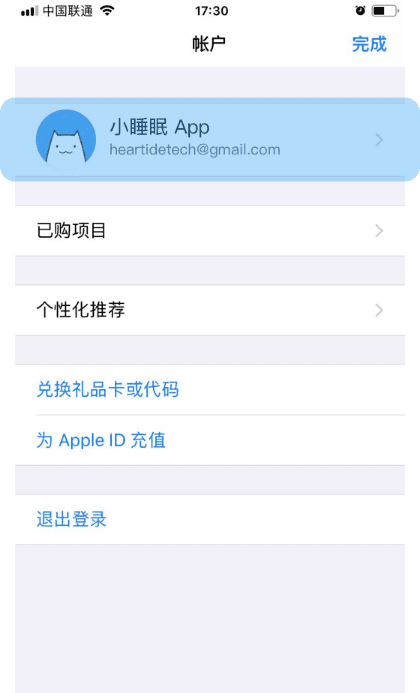 中国联通 17:30
帐户 完成
小睡眠 App
heartidetech@gmail.com
已购项目
个性化推荐
兑换礼品卡或代码
为 Apple ID 充值
退出登录